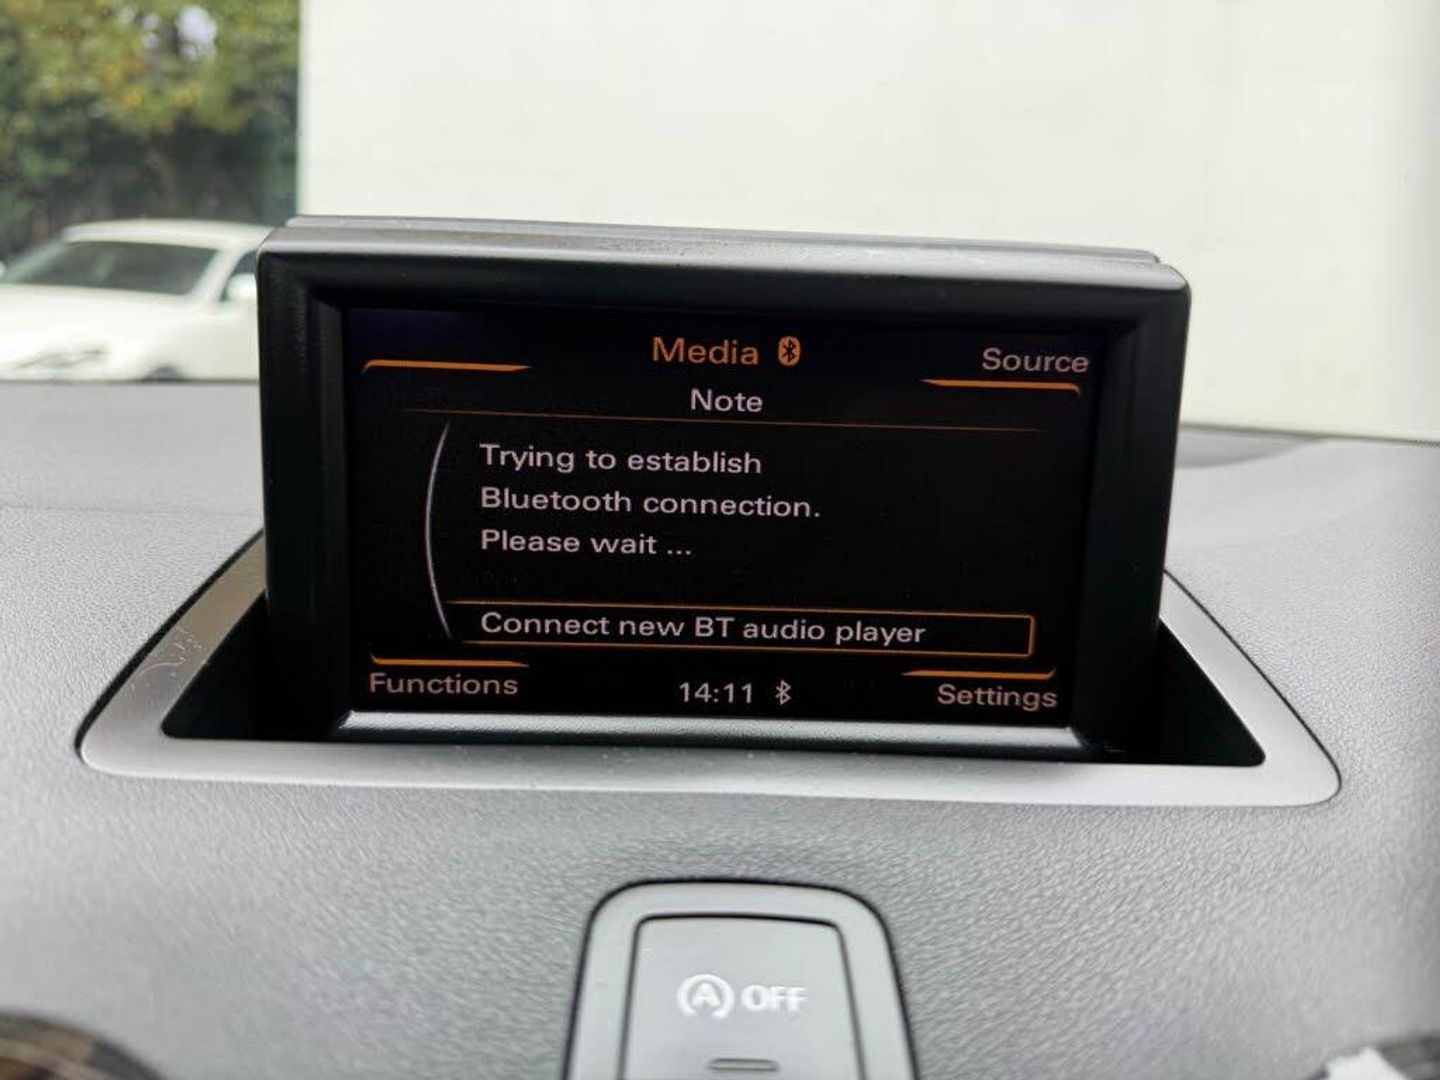 Media
Source
Note
Trying to establish
Bluetooth connection.
Please wait ...
Connect new BT audio player
Functions
14:11
Settings
A OFF